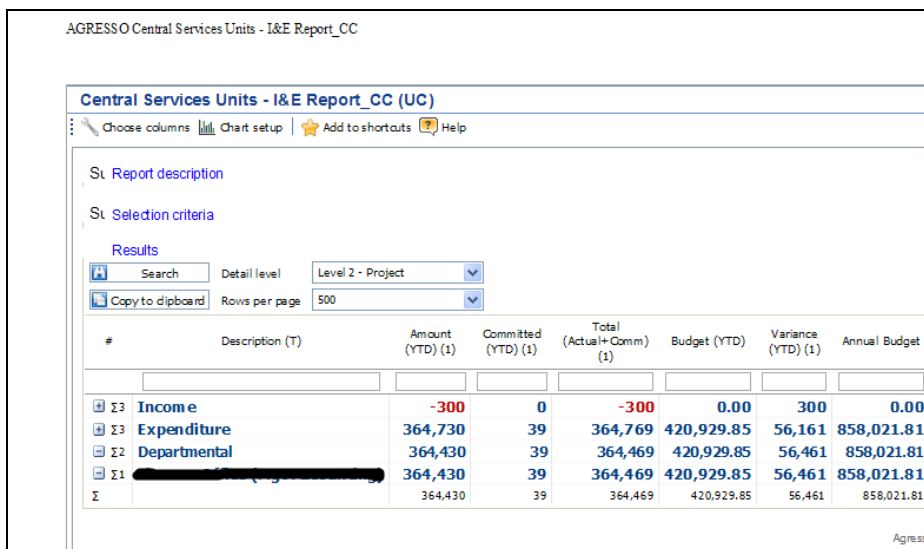 AGRESSO Central Services Units - I&E Report_CC
Central Services Units - I&E Report_CC (UC)
Choose columns Chart setup Add to shortcuts Help
Report description
Selection criteria
Results
Search Detail level Level 2 - Project
Copy to clipboard Rows per page 500
# Description (T) Amount (YTD) (1) Committed (YTD) (1) Total (Actual+Comm) (1) Budget (YTD) Variance (YTD) (1) Annual Budget
Σ3 Income -300 0 -300 0.00 300 0.00
Σ3 Expenditure 364,730 39 364,769 420,929.85 56,161 858,021.81
Σ2 Departmental 364,430 39 364,469 420,929.85 56,461 858,021.81
Σ1 364,430 39 364,469 420,929.85 56,461 858,021.81
Σ 364,430 39 364,469 420,929.85 56,461 858,021.81